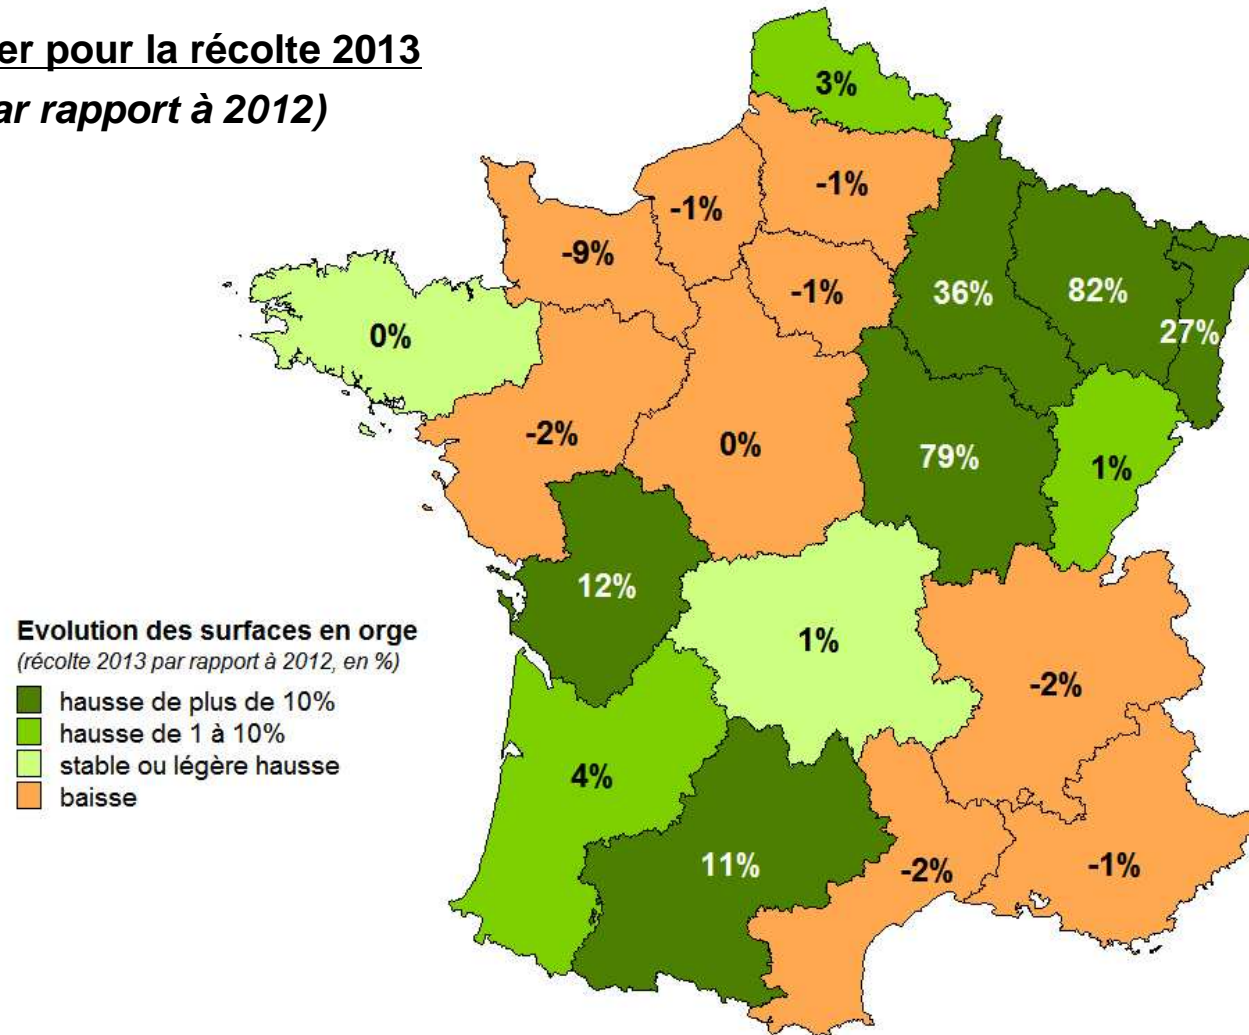 er pour la récolte 2013
ar rapport à 2012)
3%
-1%
-1%
-9%
-1%
36%
82%
27%
0%
-2%
0%
79%
1%
12%
1%
-2%
4%
11%
-2%
-1%
Evolution des surfaces en orge
(récolte 2013 par rapport à 2012, en %)
hausse de plus de 10%
hausse de 1 à 10%
stable ou légère hausse
baisse